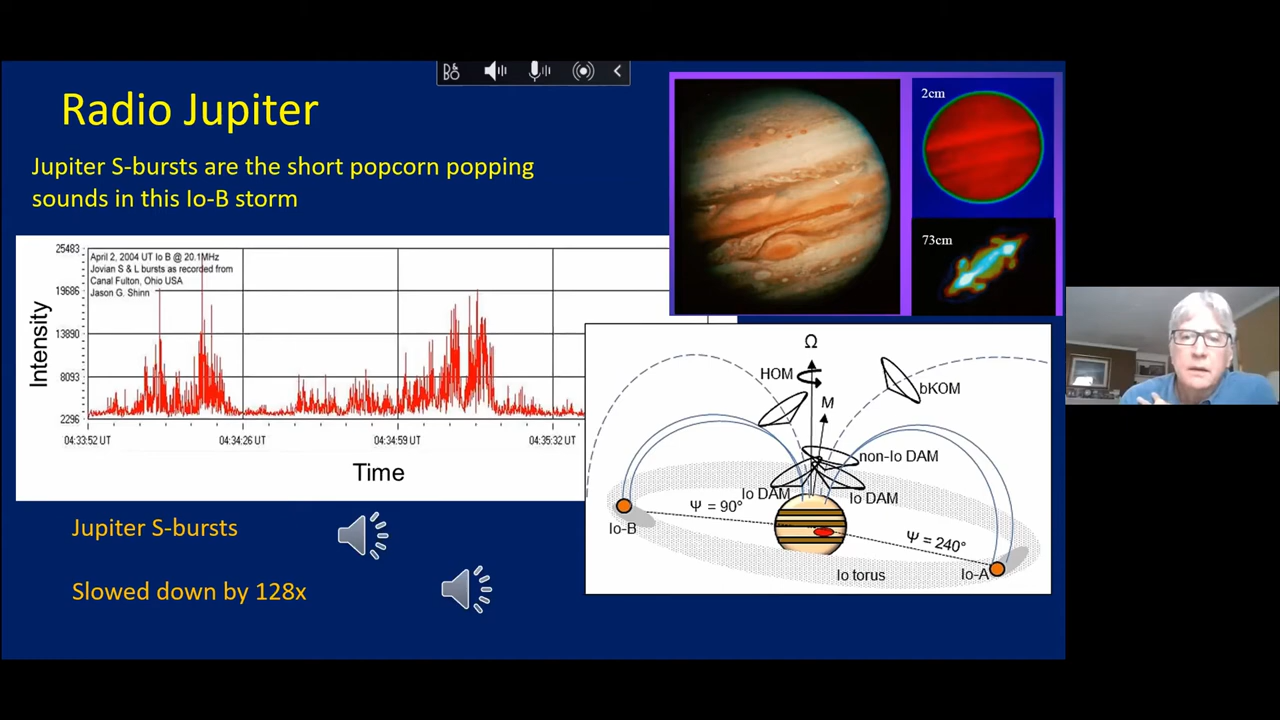 Radio Jupiter
Jupiter S-bursts are the short popcorn popping
sounds in this Io-B storm
2cm
73cm
25483
19686
13890
8093
2296
Intensity
April 2, 2004 UT Io B @ 20.1MHz
Jovian S & L bursts as recorded from
Canal Fulton, Ohio USA
Jason G. Shinn
04:33:52 UT
04:34:26 UT
04:34:59 UT
04:35:32 UT
Time
Ω
HOM
M
bKOM
non-Io DAM
Io DAM
Io DAM
Ψ = 90°
Io-B
Ψ = 240°
Io torus
Io-A
Jupiter S-bursts
Slowed down by 128x